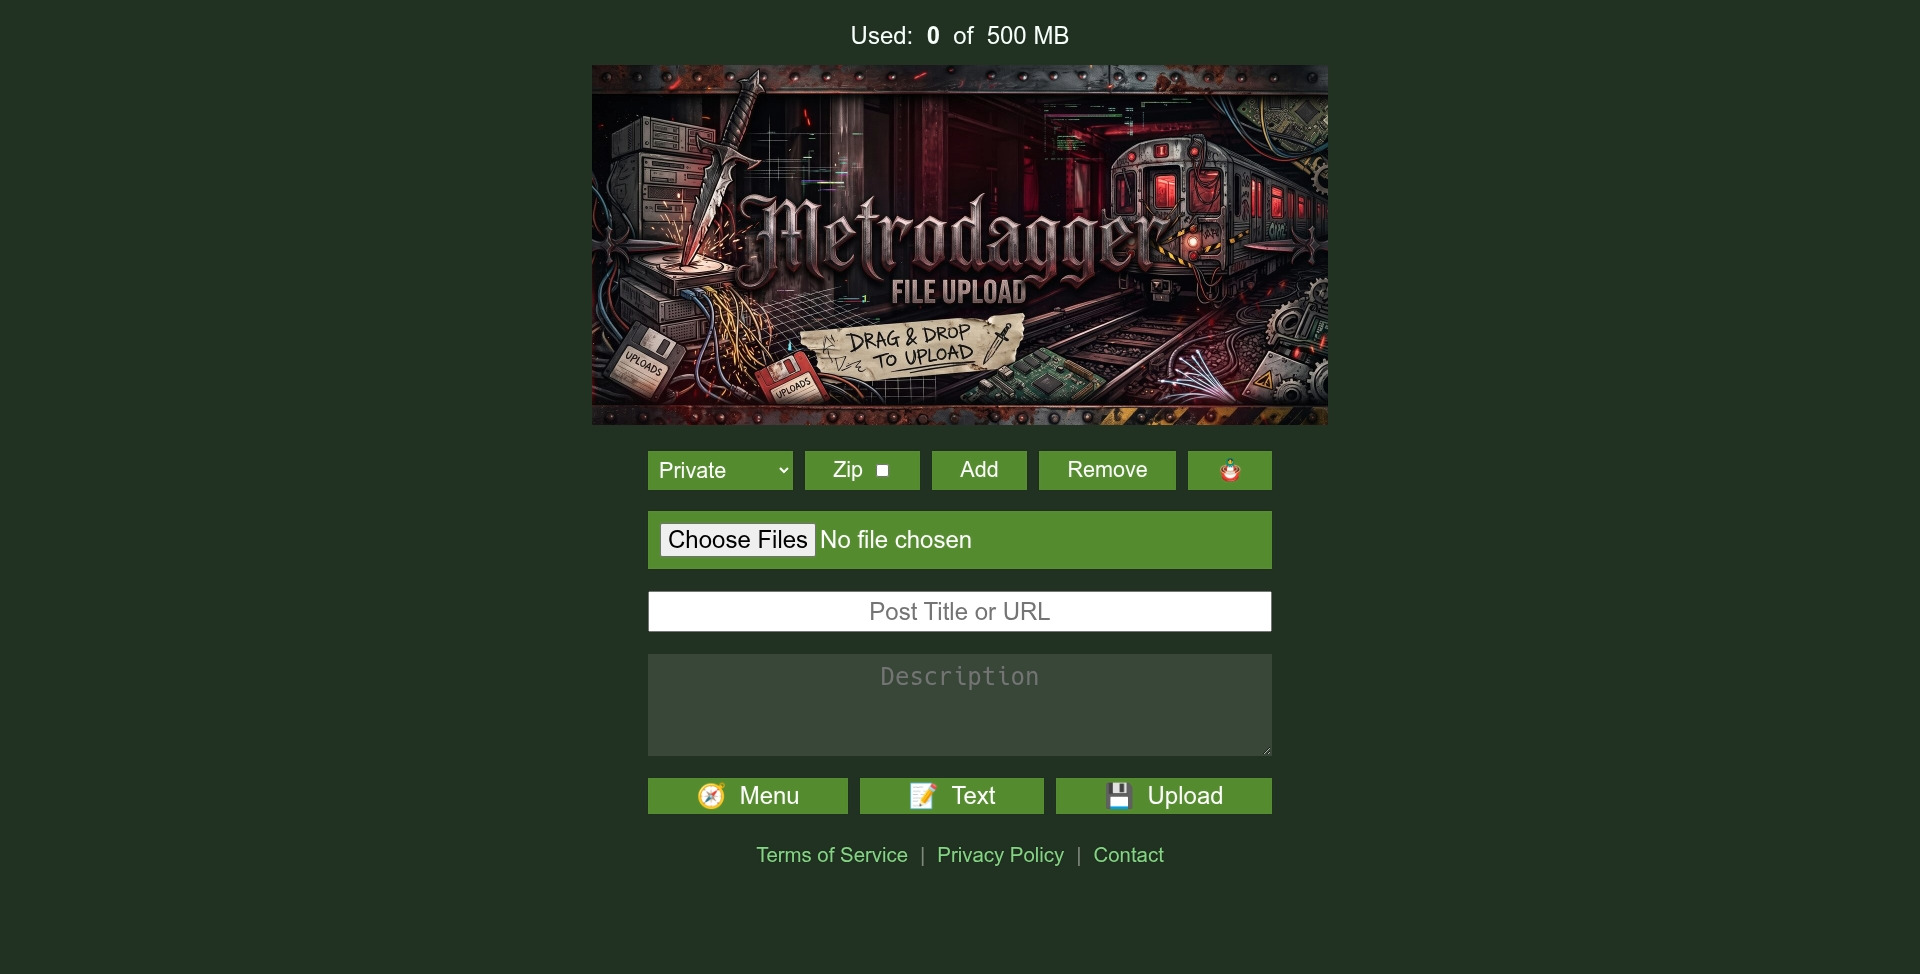 Used: 0 of 500 MB
Metrodagger
FILE UPLOAD
DRAG & DROP
TO UPLOAD
UPLOADS
UPLOADS
Private
Zip
Add
Remove
Choose Files No file chosen
Post Title or URL
Description
Menu
Text
Upload
Terms of Service | Privacy Policy | Contact